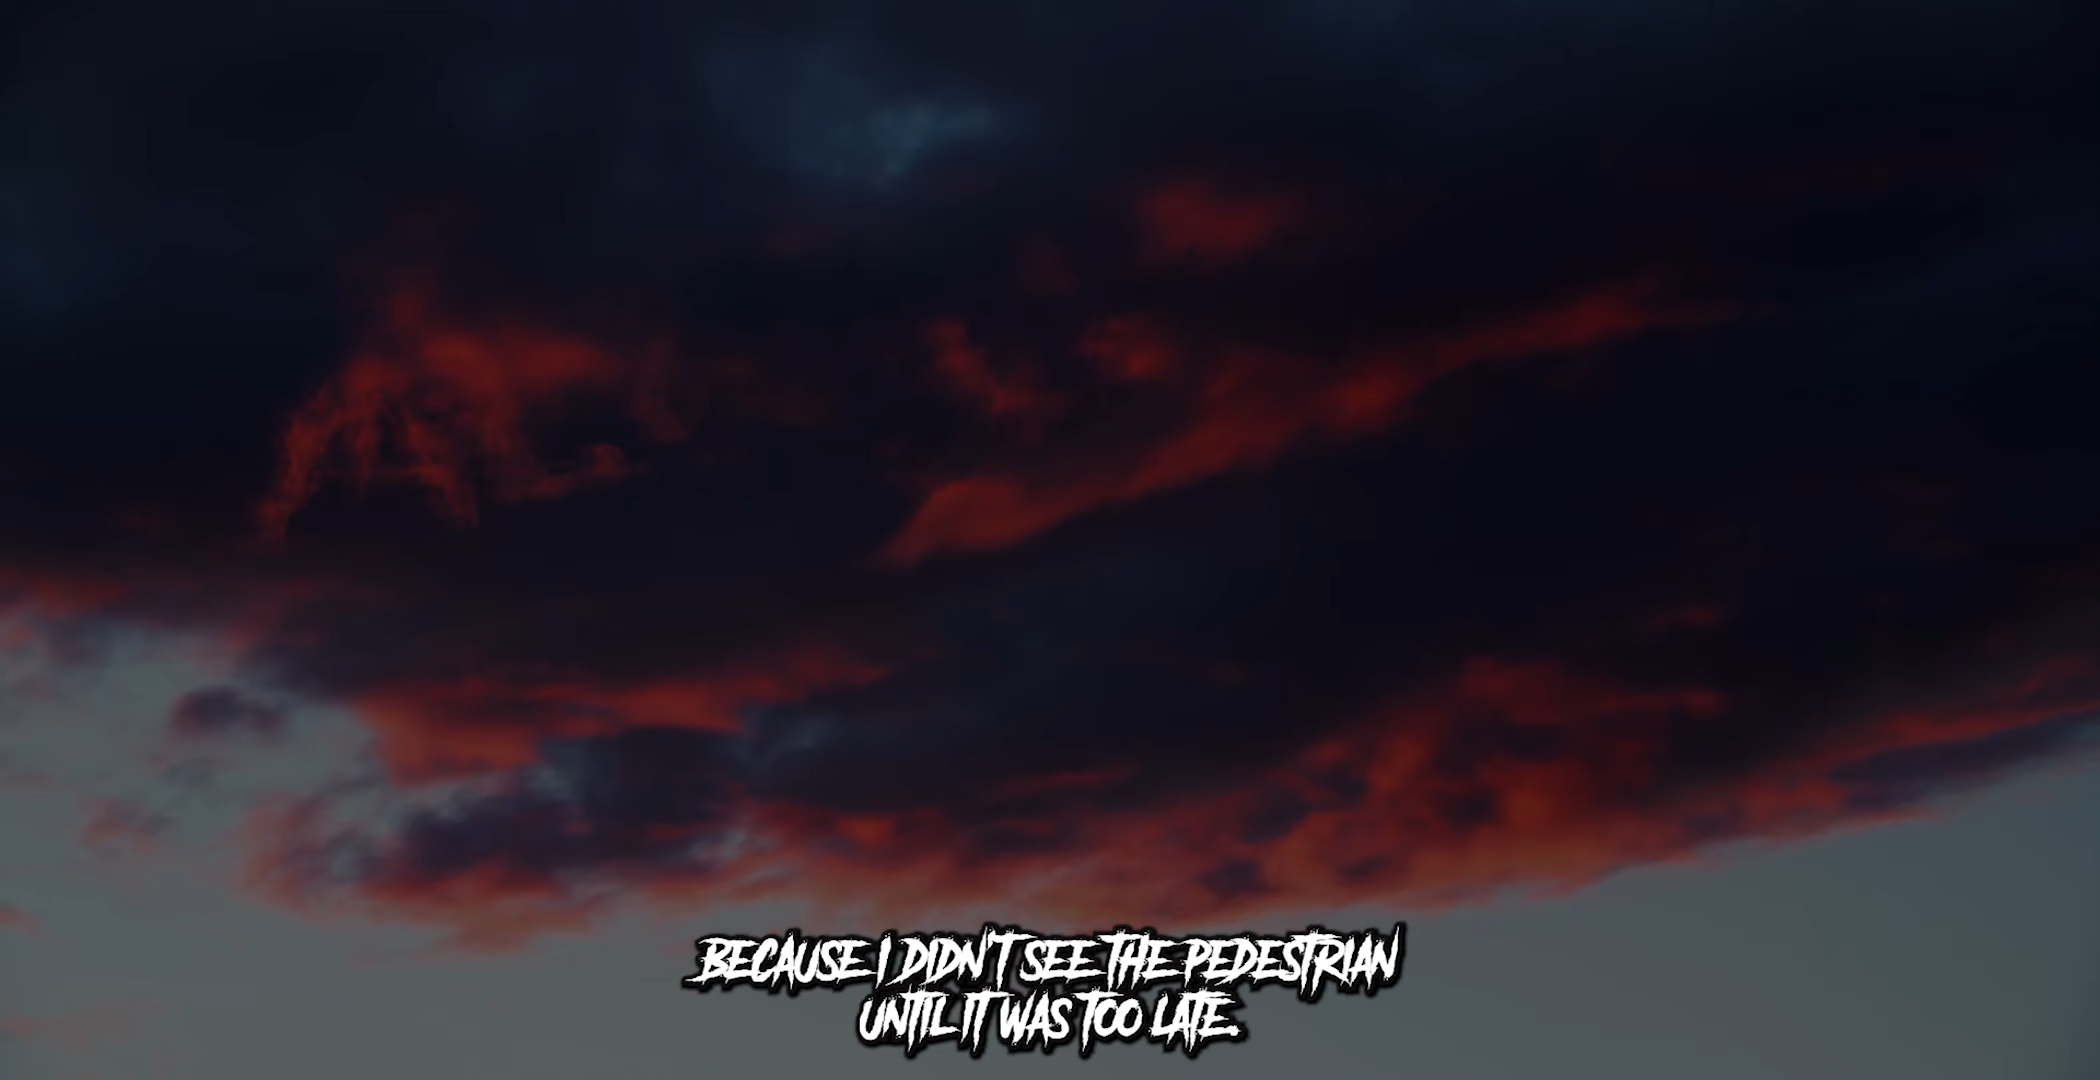 BECAUSE I DIDN'T SEE THE PEDESTRIAN
UNTIL IT WAS TOO LATE.